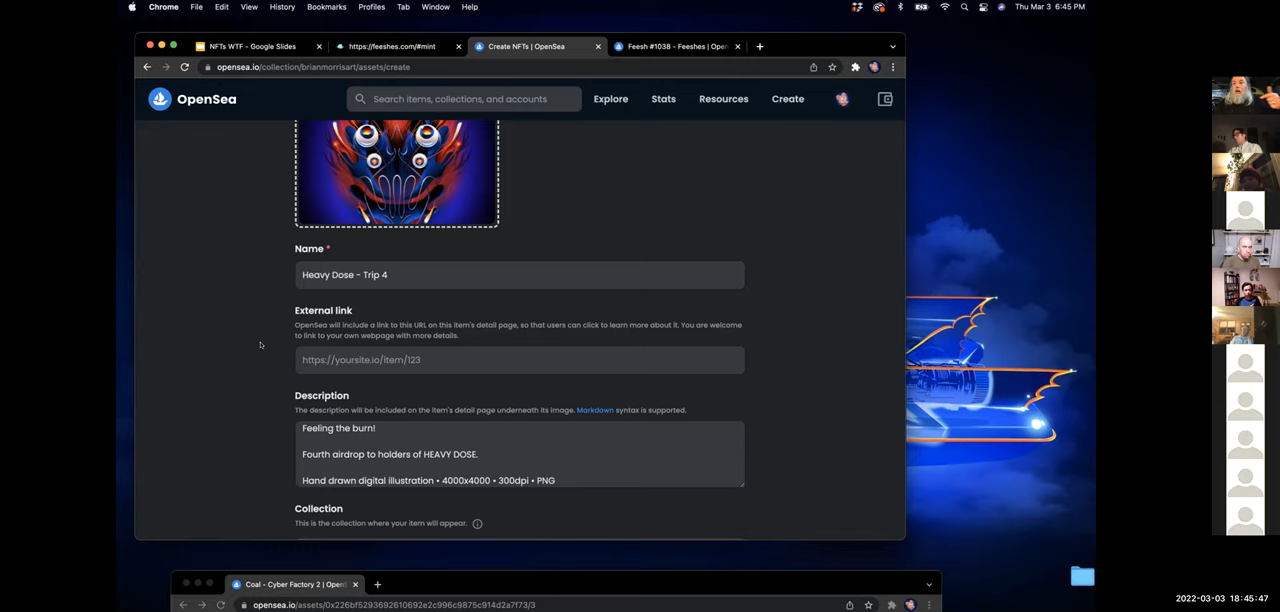 Chrome File Edit View History Bookmarks Profiles Tab Window Help Thu Mar 3 6:45 PM
NFTs WTF - Google Slides https://feeshes.com/#mint Create NFTs | OpenSea Feesh #1038 - Feeshes | Open
opensea.io/collection/brianmorrisart/assets/create
OpenSea Search items, collections, and accounts Explore Stats Resources Create
Name *
Heavy Dose - Trip 4
External link
OpenSea will include a link to this URL on this item's detail page, so that users can click to learn more about it. You are welcome
to link to your own webpage with more details.
https://yoursite.io/item/123
Description
The description will be included on the item's detail page underneath its image. Markdown syntax is supported.
Feeling the burn!
Fourth airdrop to holders of HEAVY DOSE.
Hand drawn digital illustration • 4000x4000 • 300dpi • PNG
Collection
This is the collection where your item will appear.
Coal - Cyber Factory 2 | Open
opensea.io/assets/0x226bf5293692610692e2c996c9875c914d2a7f73/3
2022-03-03 18:45:47